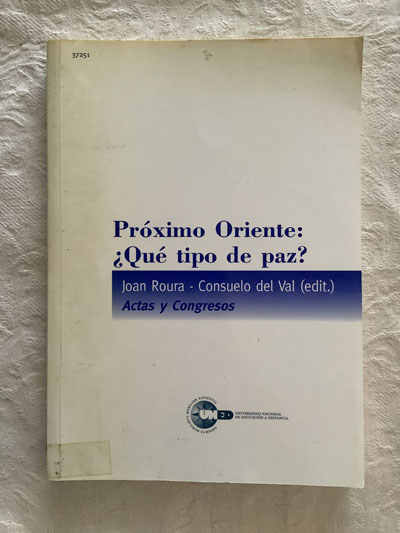 37251
Próximo Oriente:
¿Qué tipo de paz?
Joan Roura - Consuelo del Val (edit.)
Actas y Congresos
UNED
UNIVERSIDAD NACIONAL
DE EDUCACIÓN A DISTANCIA